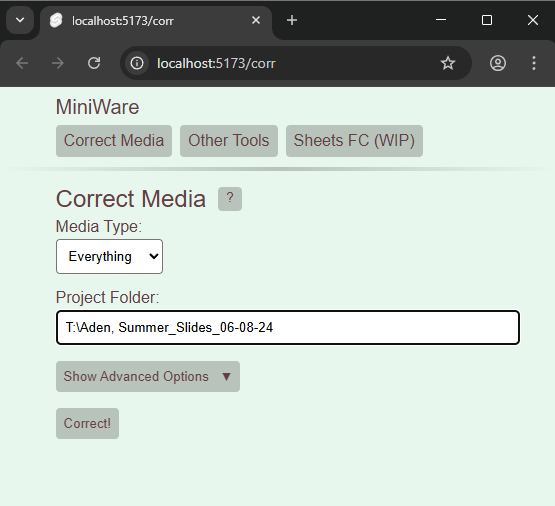 localhost:5173/corr
localhost:5173/corr
MiniWare
Correct Media Other Tools Sheets FC (WIP)
Correct Media ?
Media Type:
Everything
Project Folder:
T:\Aden, Summer_Slides_06-08-24
Show Advanced Options ▼
Correct!